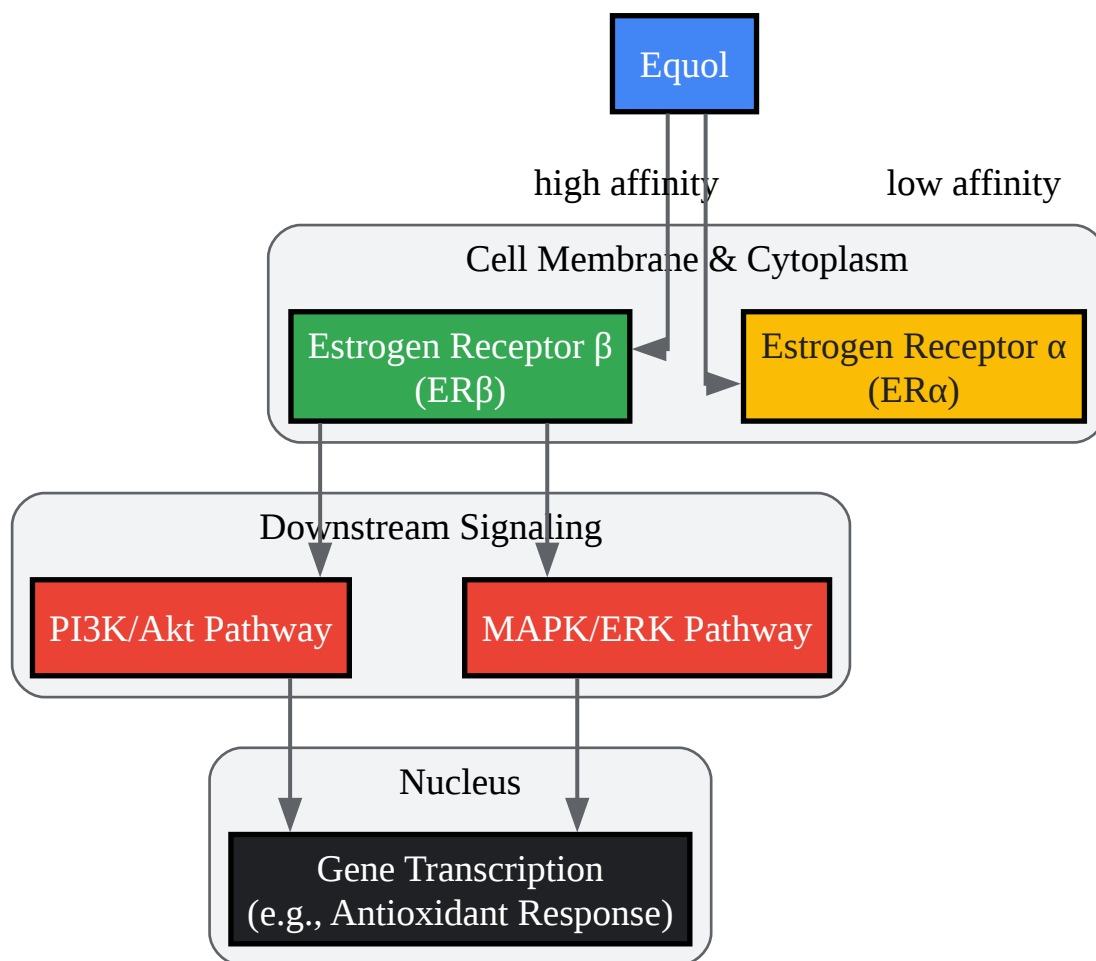 Equol
high affinity
low affinity
Cell Membrane & Cytoplasm
Estrogen Receptor β
(ERβ)
Estrogen Receptor α
(ERα)
Downstream Signaling
PI3K/Akt Pathway
MAPK/ERK Pathway
Nucleus
Gene Transcription
(e.g., Antioxidant Response)